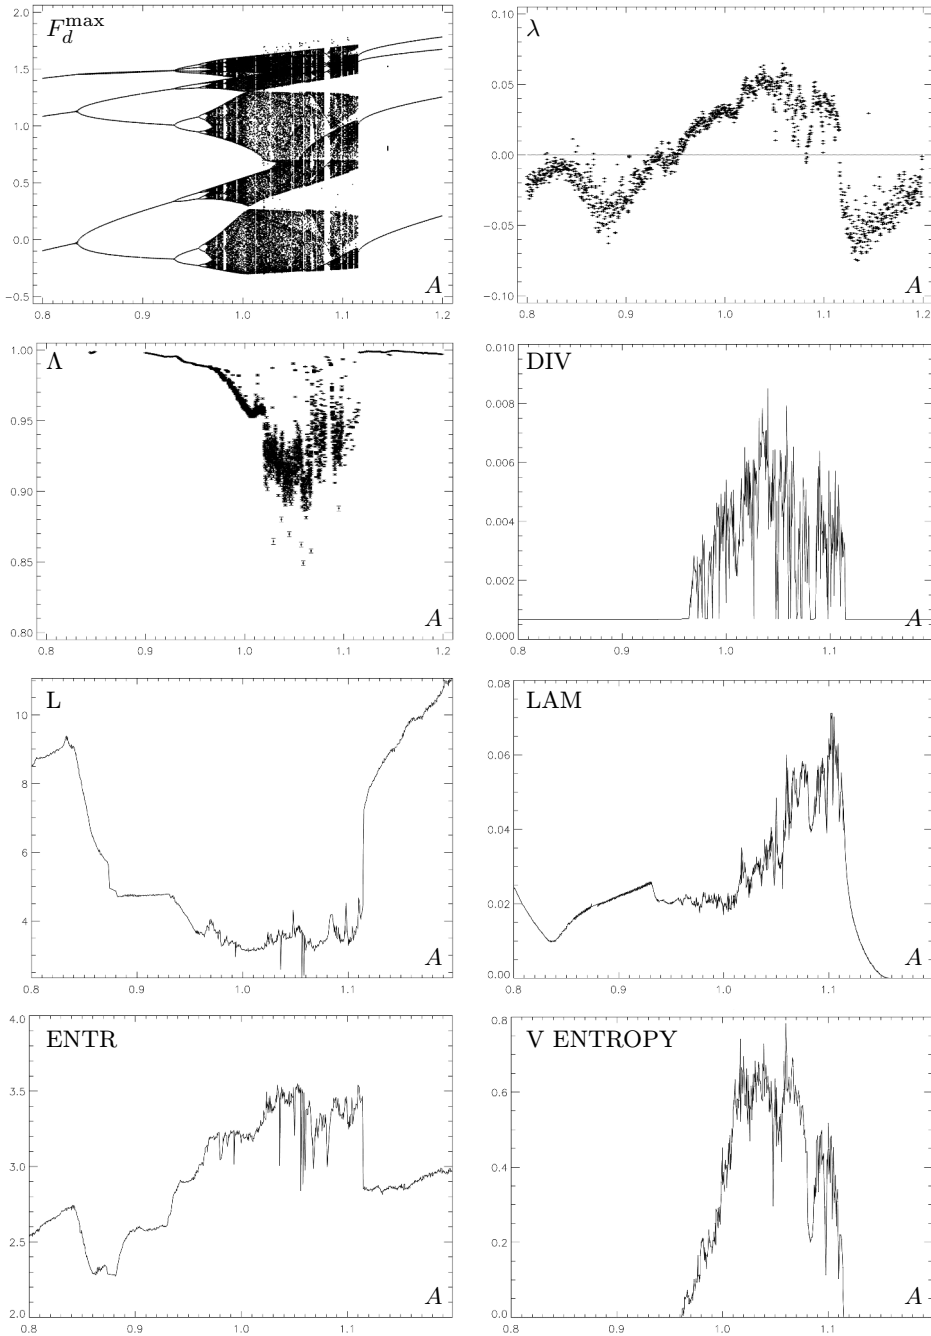 F_d^max
2.0
1.5
1.0
0.5
0.0
−0.5
0.8 0.9 1.0 1.1 1.2
A
λ
0.10
0.05
0.00
−0.05
−0.10
0.8 0.9 1.0 1.1 1.2
A
Λ
1.00
0.95
0.90
0.85
0.80
0.8 0.9 1.0 1.1 1.2
A
DIV
0.010
0.008
0.006
0.004
0.002
0.000
0.8 0.9 1.0 1.1
A
L
10
8
6
4
0.8 0.9 1.0 1.1
A
LAM
0.08
0.06
0.04
0.02
0.00
0.8 0.9 1.0 1.1
A
ENTR
4.0
3.5
3.0
2.5
2.0
0.8 0.9 1.0 1.1
A
V ENTROPY
0.8
0.6
0.4
0.2
0.0
0.8 0.9 1.0 1.1
A